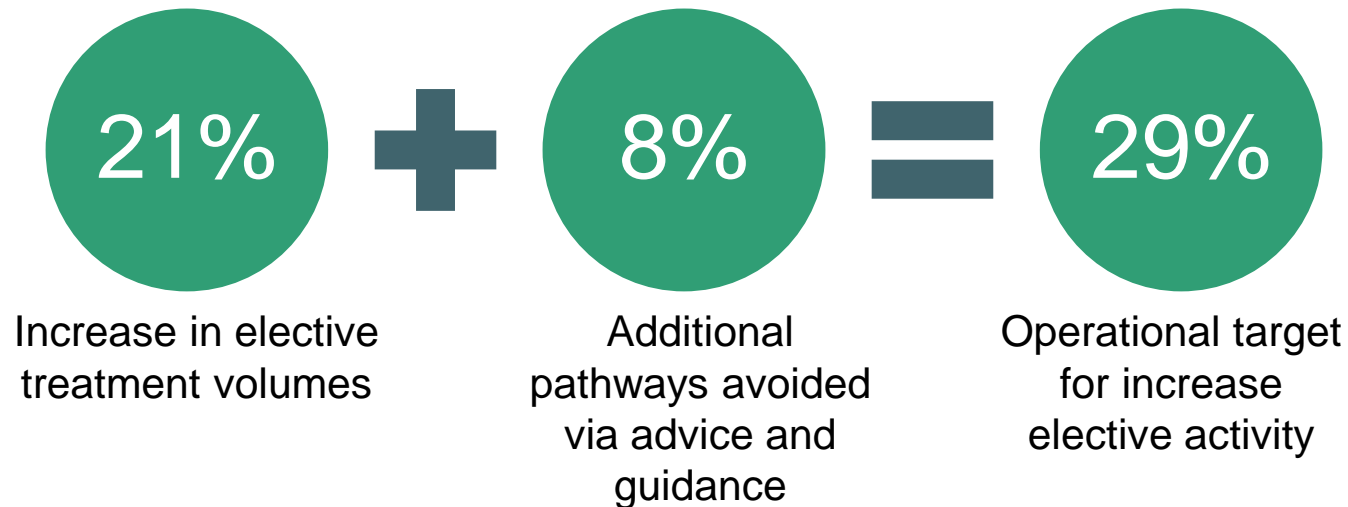 21%
8%
29%
Increase in elective
treatment volumes
Additional
pathways avoided
via advice and
guidance
Operational target
for increase
elective activity